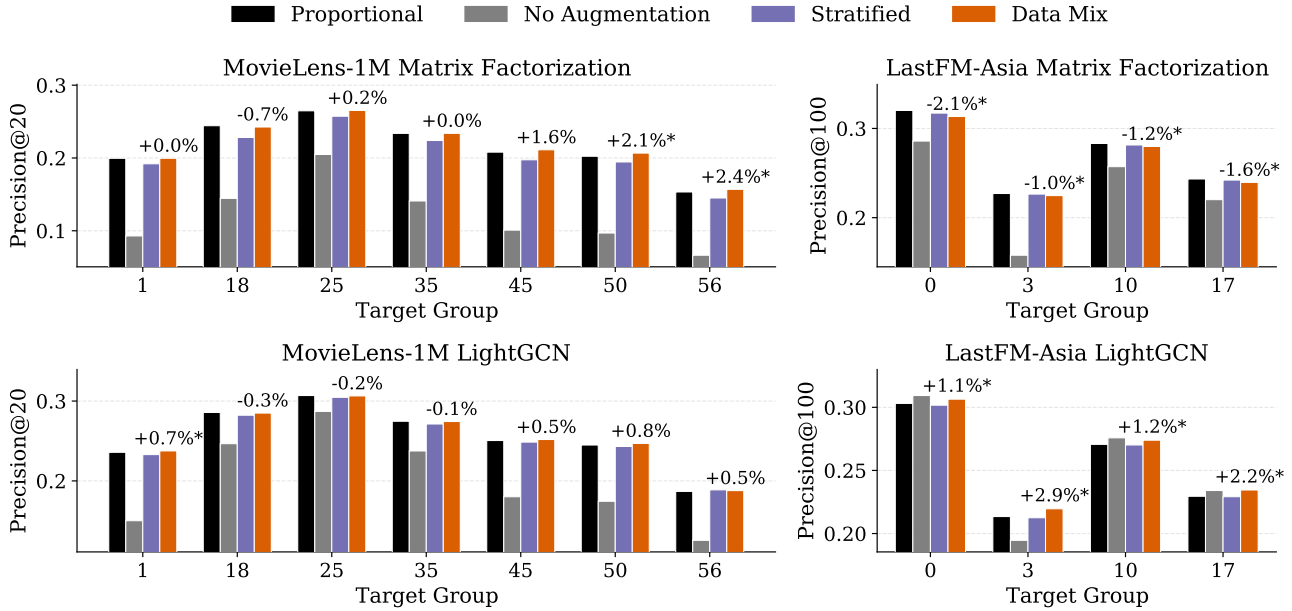 Proportional No Augmentation Stratified Data Mix
MovieLens-1M Matrix Factorization
Precision@20
0.3
0.2
0.1
+0.0% -0.7% +0.2% +0.0% +1.6% +2.1%* +2.4%*
1 18 25 35 45 50 56
Target Group
LastFM-Asia Matrix Factorization
Precision@100
0.3
0.2
-2.1%* -1.0%* -1.2%* -1.6%*
0 3 10 17
Target Group
MovieLens-1M LightGCN
Precision@20
0.3
0.2
+0.7%* -0.3% -0.2% -0.1% +0.5% +0.8% +0.5%
1 18 25 35 45 50 56
Target Group
LastFM-Asia LightGCN
Precision@100
0.30
0.25
0.20
+1.1%* +2.9%* +1.2%* +2.2%*
0 3 10 17
Target Group